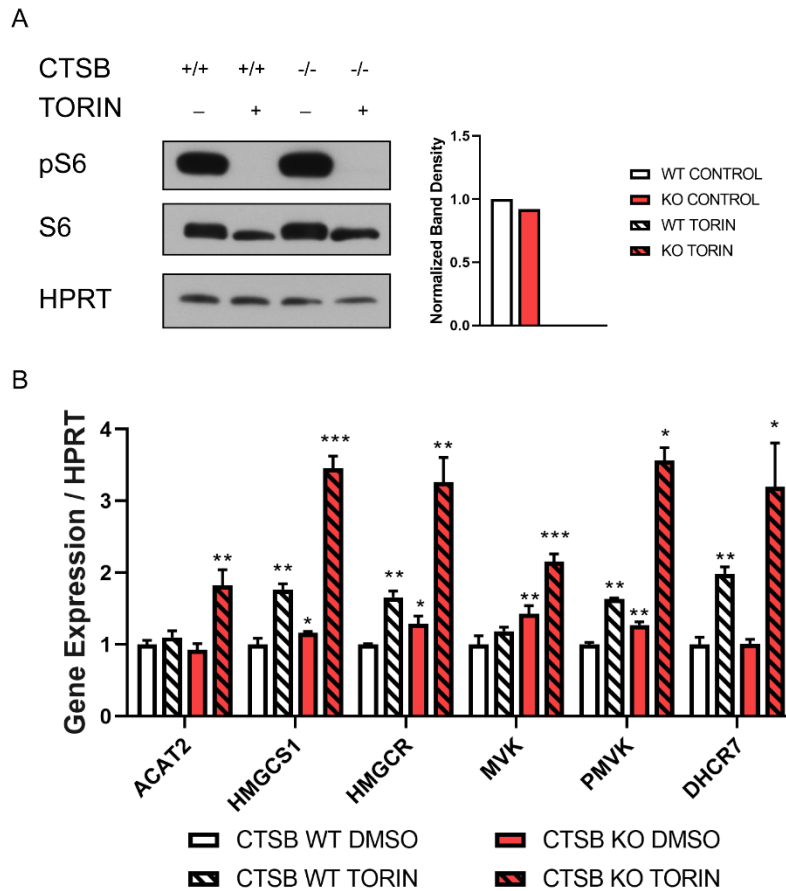 A
CTSB +/+ +/+ -/- -/-
TORIN – + – +
pS6
S6
HPRT
Normalized Band Density
1.5
1.0
0.5
0.0
WT CONTROL
KO CONTROL
WT TORIN
KO TORIN
B
Gene Expression / HPRT
4
3
2
1
0
** ** * *** ** * ** ** *** ** ** * ** *
ACAT2 HMGCS1 HMGCR MVK PMVK DHCR7
CTSB WT DMSO CTSB KO DMSO
CTSB WT TORIN CTSB KO TORIN